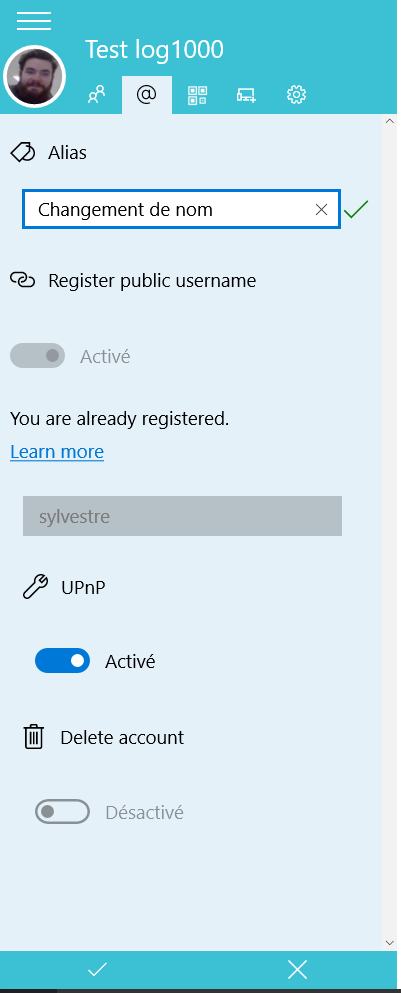 Test log1000
@
Alias
Changement de nom
Register public username
Activé
You are already registered.
Learn more
sylvestre
UPnP
Activé
Delete account
Désactivé